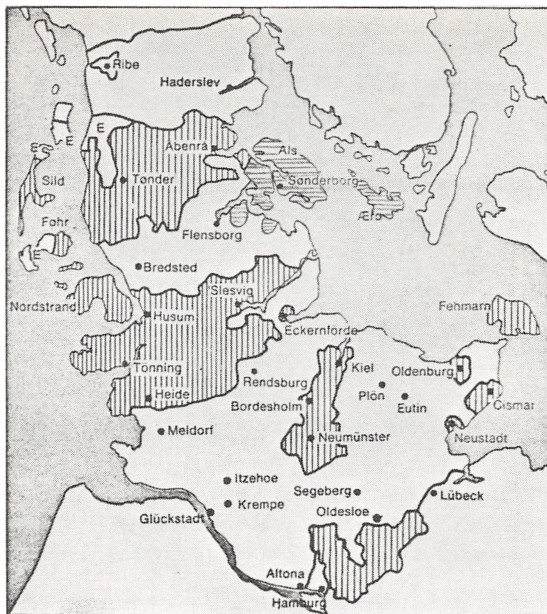 Ribe
Haderslev
E
E
E
Åbenrå
Als
Sild
Tønder
Sønderborg
Ærø
Fohr
Flensborg
E
Bredsted
Nordstrand
Slesvig
Husum
Eckernförde
Fehmarn
Tönning
Kiel
Oldenburg
Rendsburg
Plön
Heide
Bordesholm
Eutin
Cismar
Meldorf
Neumünster
Neustadt
Itzehoe
Segeberg
Lübeck
Krempe
Oldesloe
Glückstadt
Altona
Hamburg